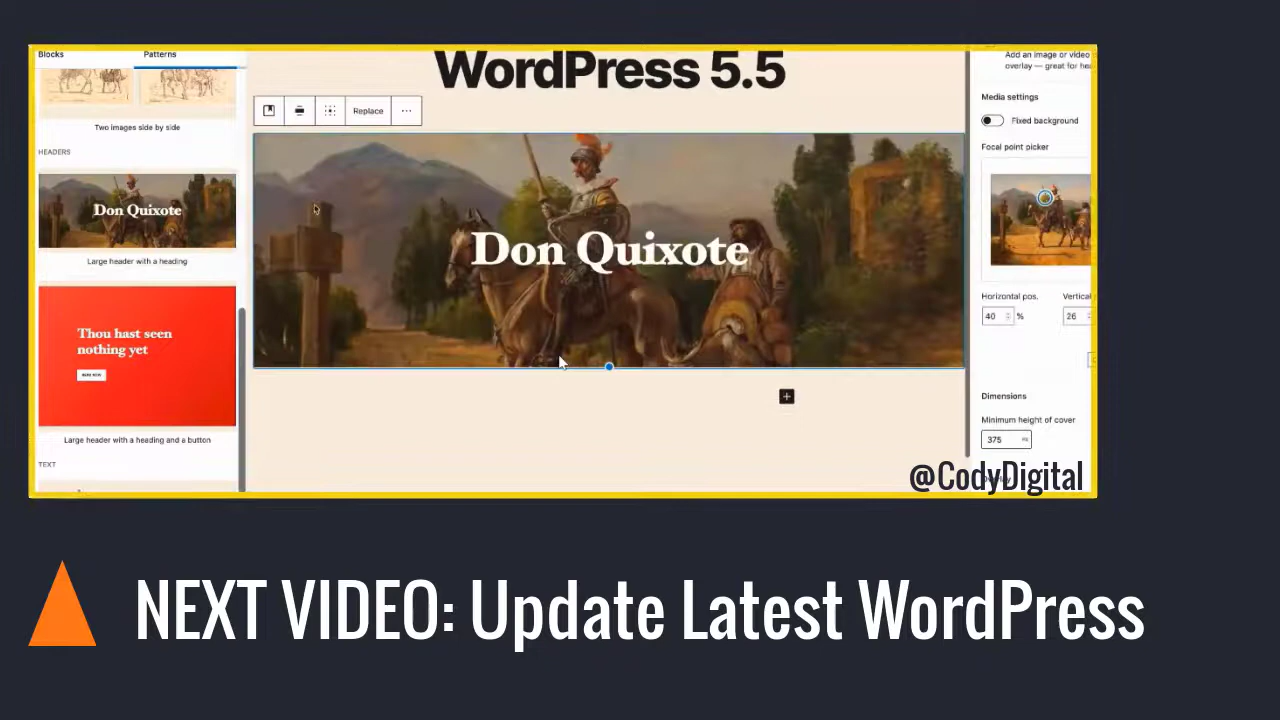 Blocks
Patterns
Two images side by side
HEADERS
Don Quixote
Large header with a heading
Thou hast seen
nothing yet
Large header with a heading and a button
TEXT
WordPress 5.5
Replace
Don Quixote
Add an image or video
overlay — great for
Media settings
Fixed background
Focal point picker
Horizontal pos.
Vertical
40 %
26
Dimensions
Minimum height of cover
375
@CodyDigital
NEXT VIDEO: Update Latest WordPress